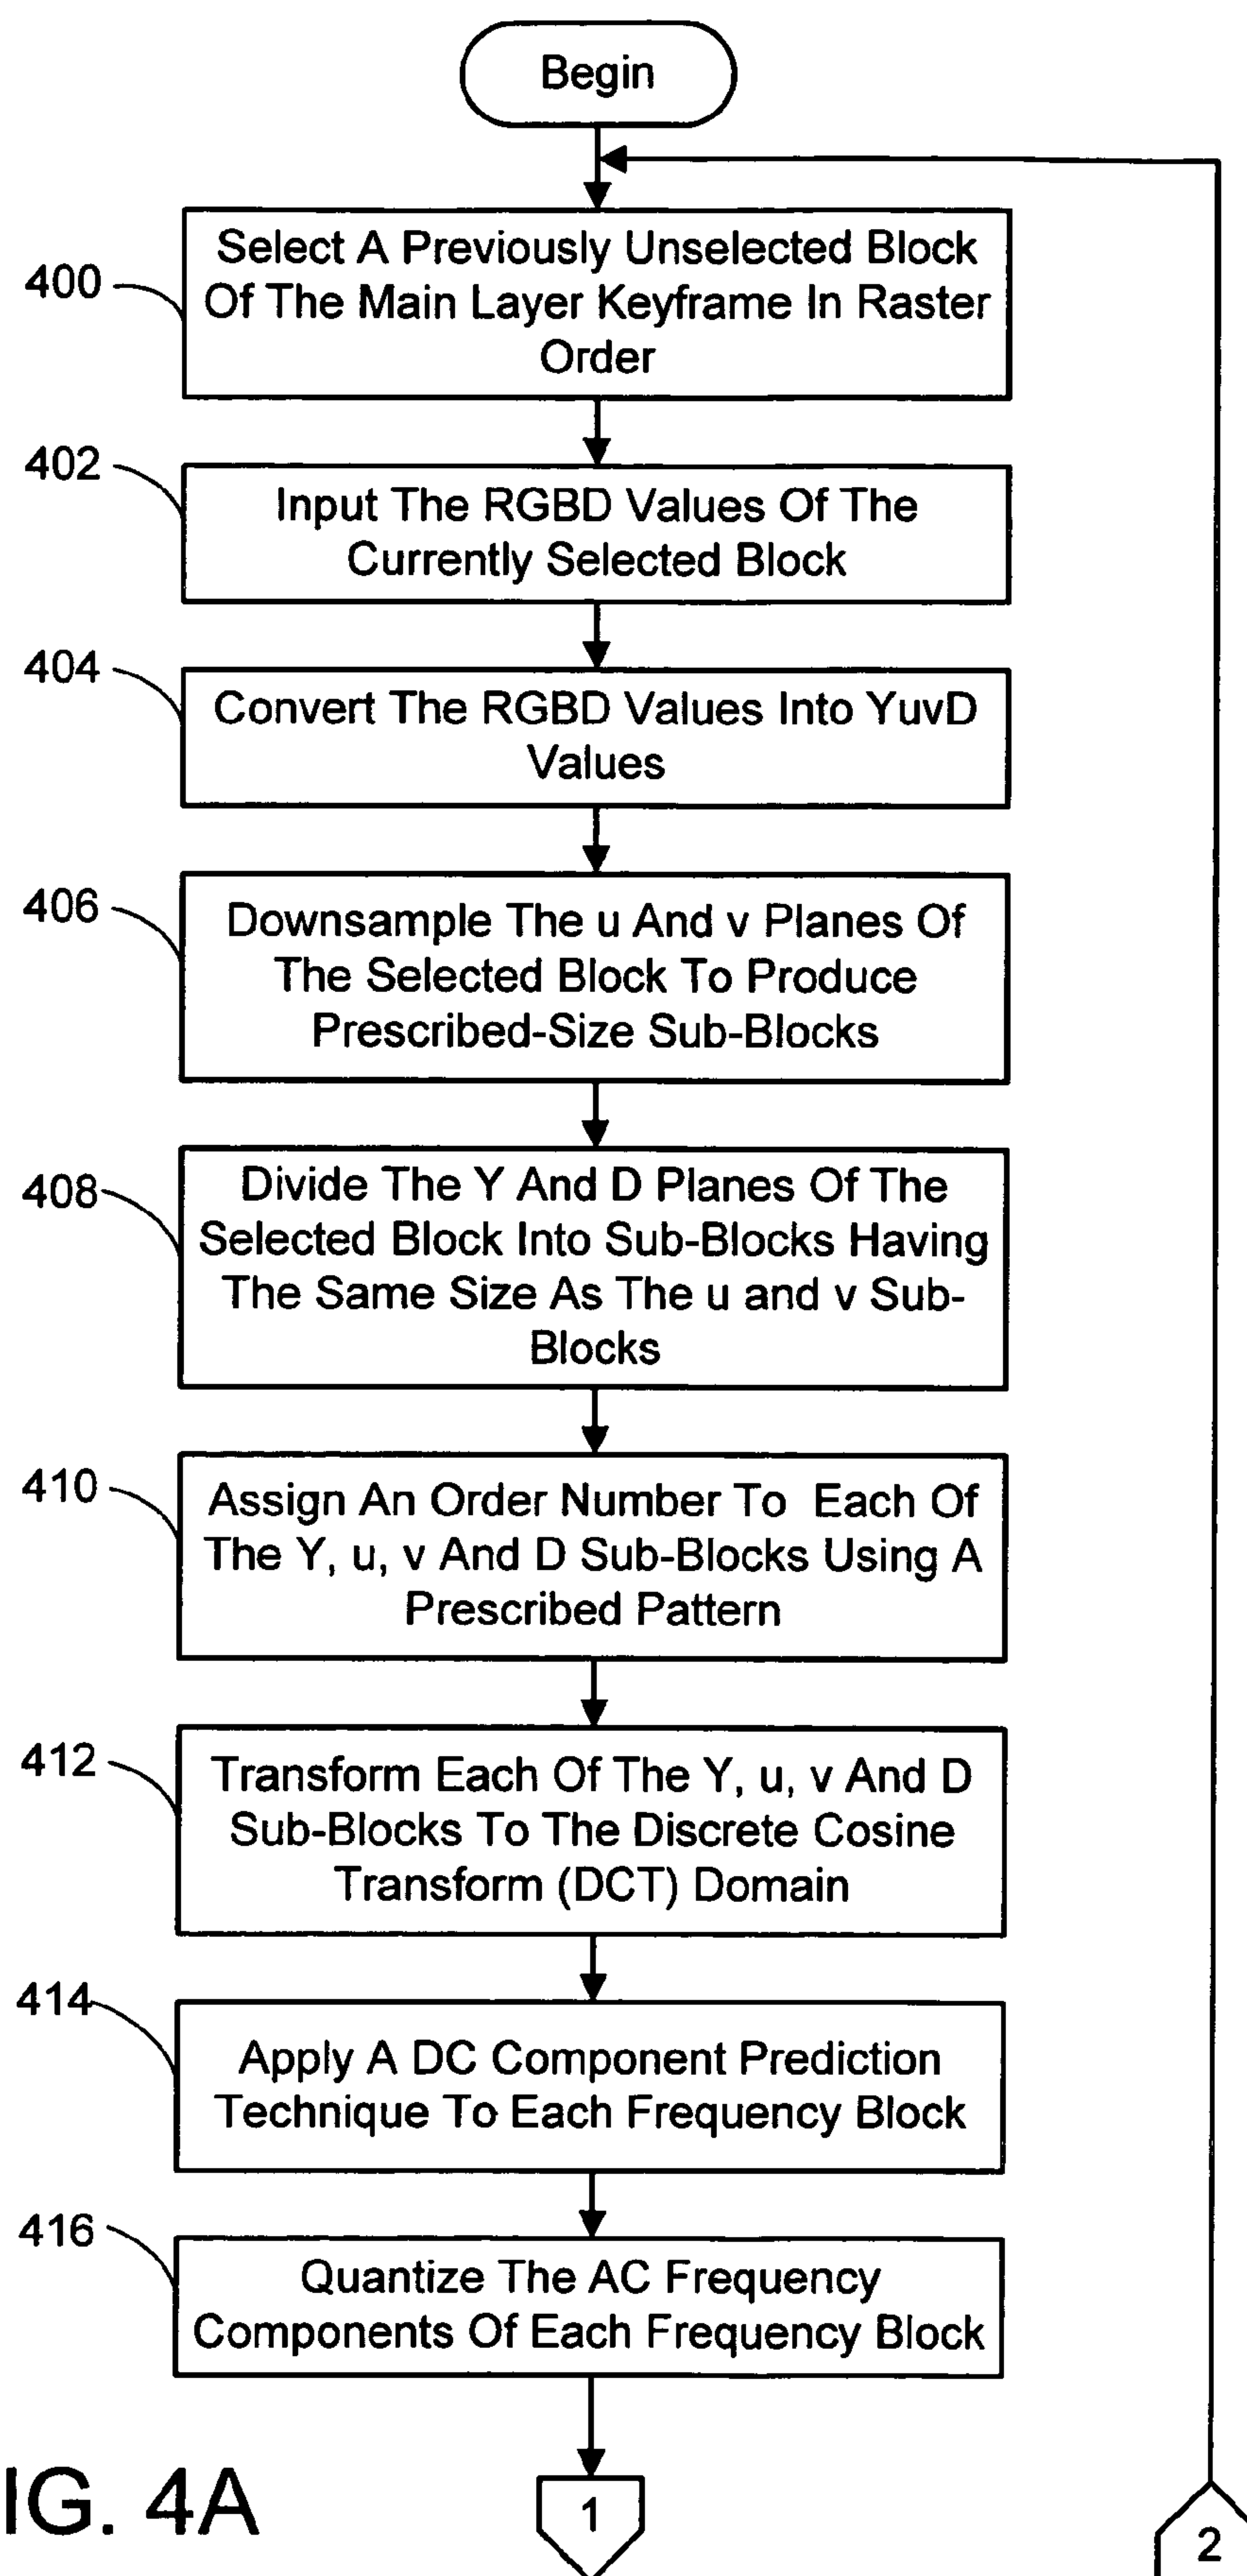 Begin
400
Select A Previously Unselected Block
Of The Main Layer Keyframe In Raster
Order
402
Input The RGBD Values Of The
Currently Selected Block
404
Convert The RGBD Values Into YuvD
Values
406
Downsample The u And v Planes Of
The Selected Block To Produce
Prescribed-Size Sub-Blocks
408
Divide The Y And D Planes Of The
Selected Block Into Sub-Blocks Having
The Same Size As The u and v Sub-
Blocks
410
Assign An Order Number To Each Of
The Y, u, v And D Sub-Blocks Using A
Prescribed Pattern
412
Transform Each Of The Y, u, v And D
Sub-Blocks To The Discrete Cosine
Transform (DCT) Domain
414
Apply A DC Component Prediction
Technique To Each Frequency Block
416
Quantize The AC Frequency
Components Of Each Frequency Block
IG. 4A
1
2